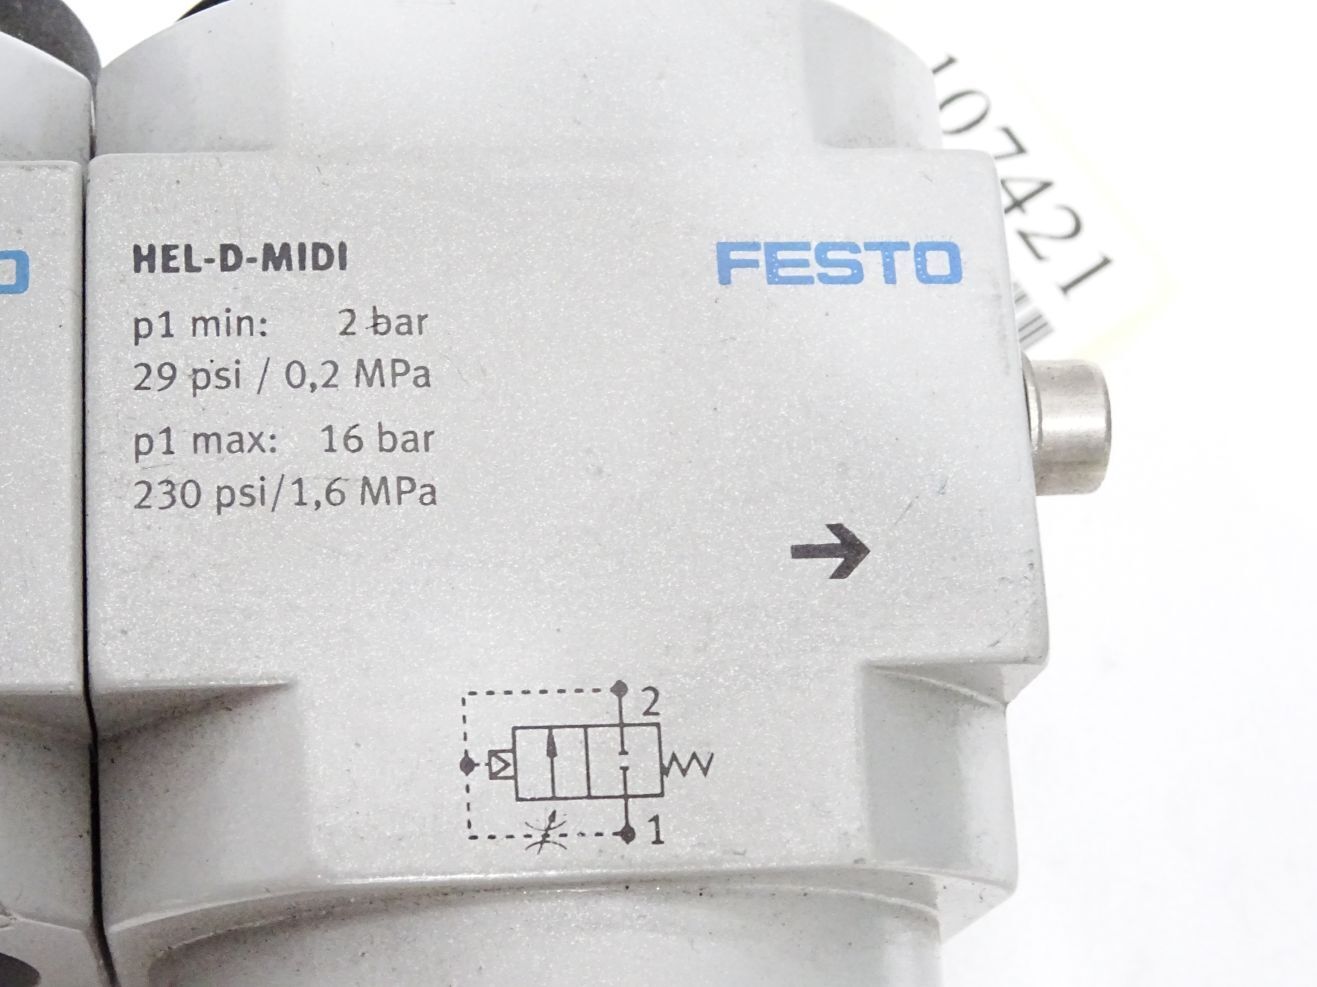 HEL-D-MIDI
FESTO
p1 min: 2 bar
29 psi / 0,2 MPa
p1 max: 16 bar
230 psi/1,6 MPa
2
1
107421